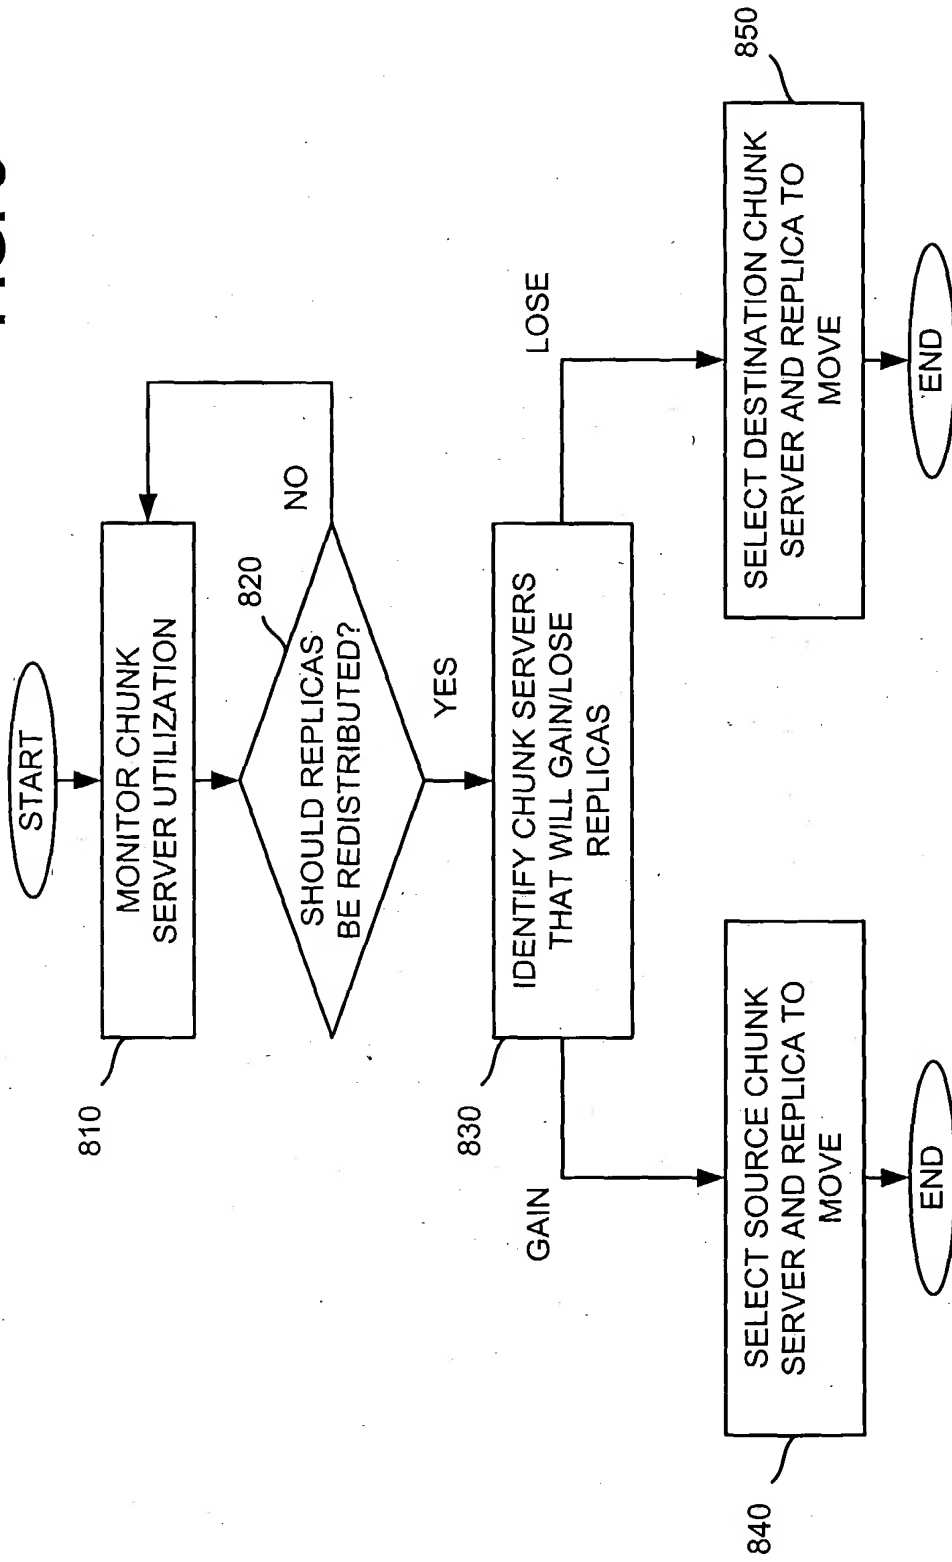 START
MONITOR CHUNK
SERVER UTILIZATION
810
SHOULD REPLICAS
BE REDISTRIBUTED?
820
NO
YES
IDENTIFY CHUNK SERVERS
THAT WILL GAIN/LOSE
REPLICAS
830
GAIN
LOSE
SELECT SOURCE CHUNK
SERVER AND REPLICA TO
MOVE
840
SELECT DESTINATION CHUNK
SERVER AND REPLICA TO
MOVE
850
END
END